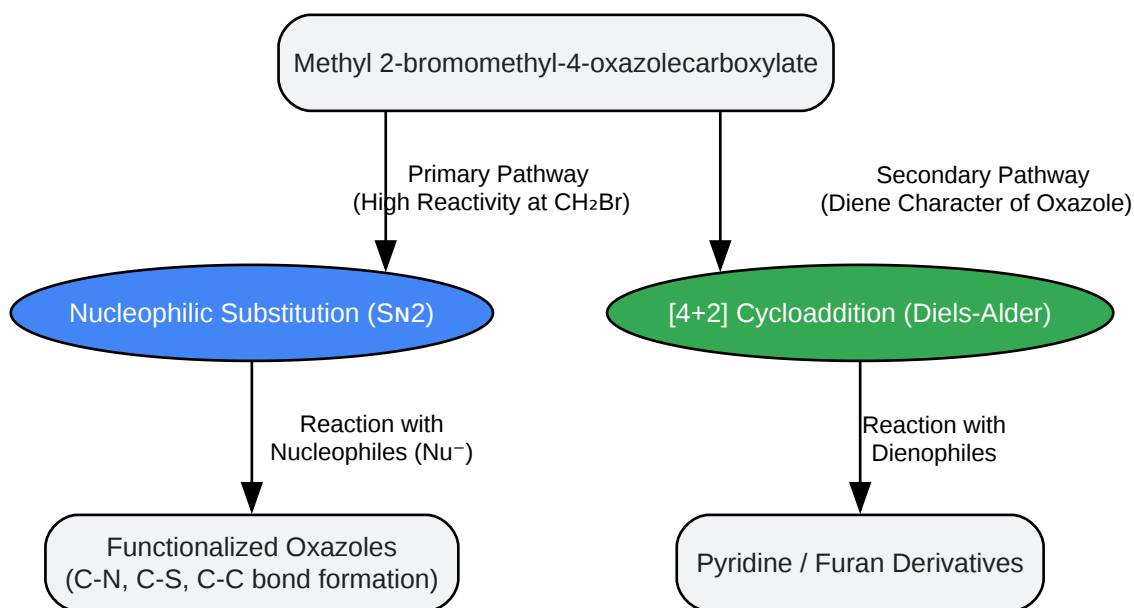 Methyl 2-bromomethyl-4-oxazolecarboxylate
Primary Pathway
(High Reactivity at CH₂Br)
Secondary Pathway
(Diene Character of Oxazole)
Nucleophilic Substitution (Sɴ2)
[4+2] Cycloaddition (Diels-Alder)
Reaction with
Nucleophiles (Nu⁻)
Reaction with
Dienophiles
Functionalized Oxazoles
(C-N, C-S, C-C bond formation)
Pyridine / Furan Derivatives